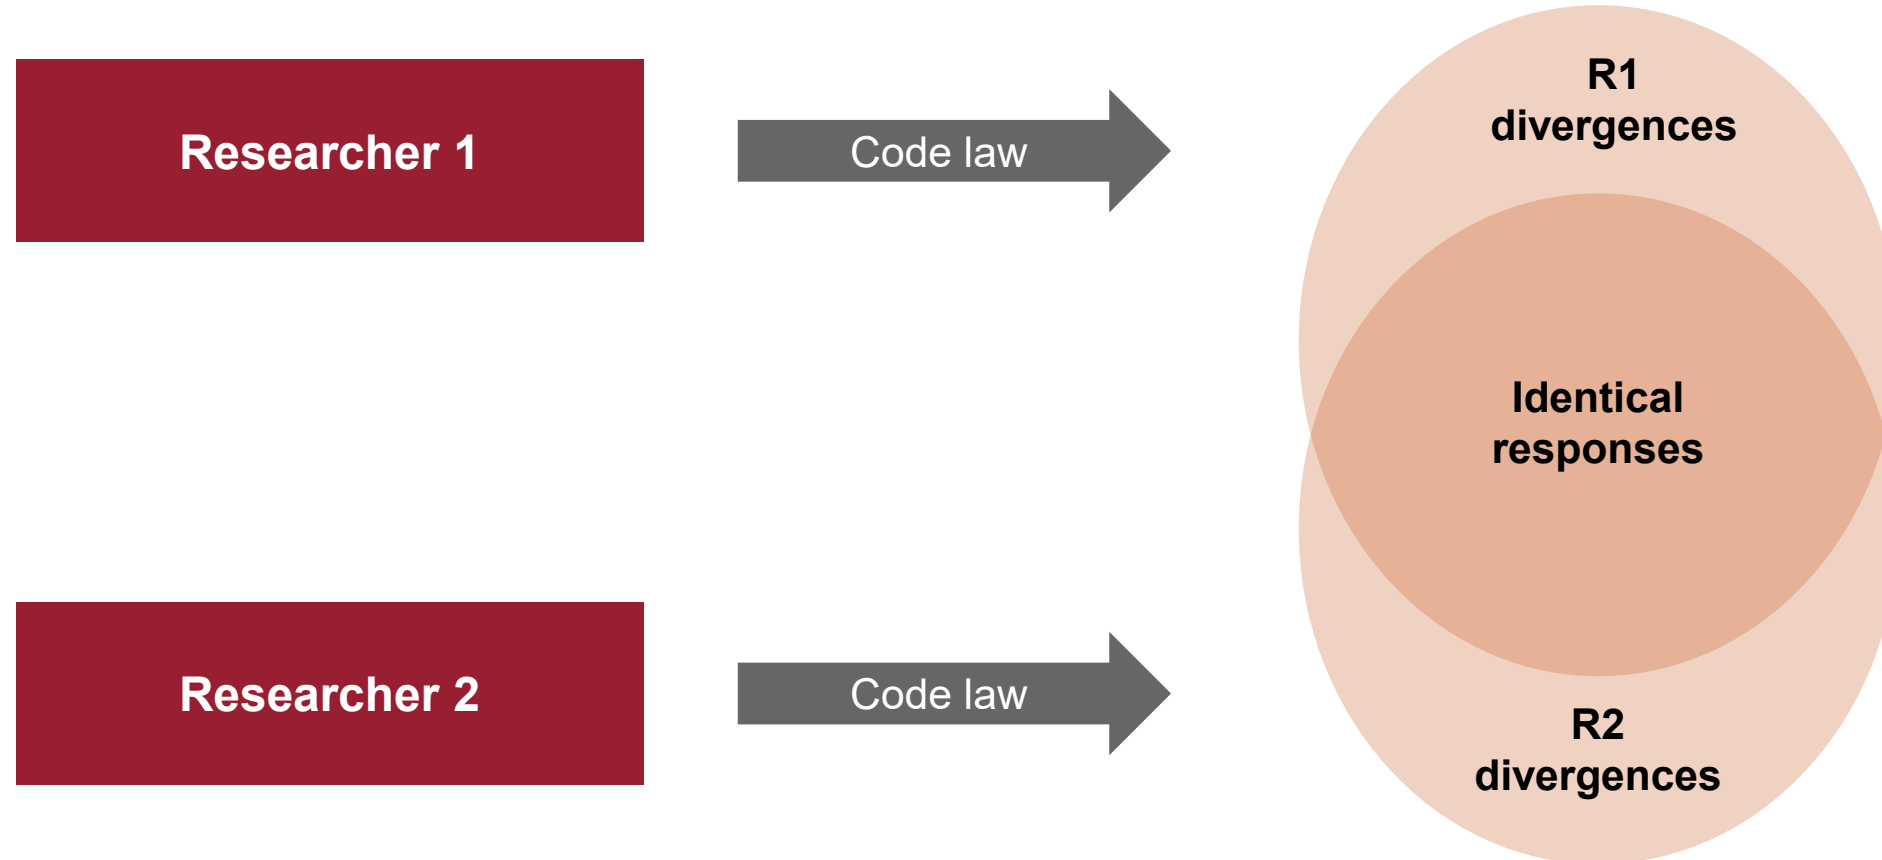 Researcher 1
Code law
R1
divergences
Identical
responses
Researcher 2
Code law
R2
divergences